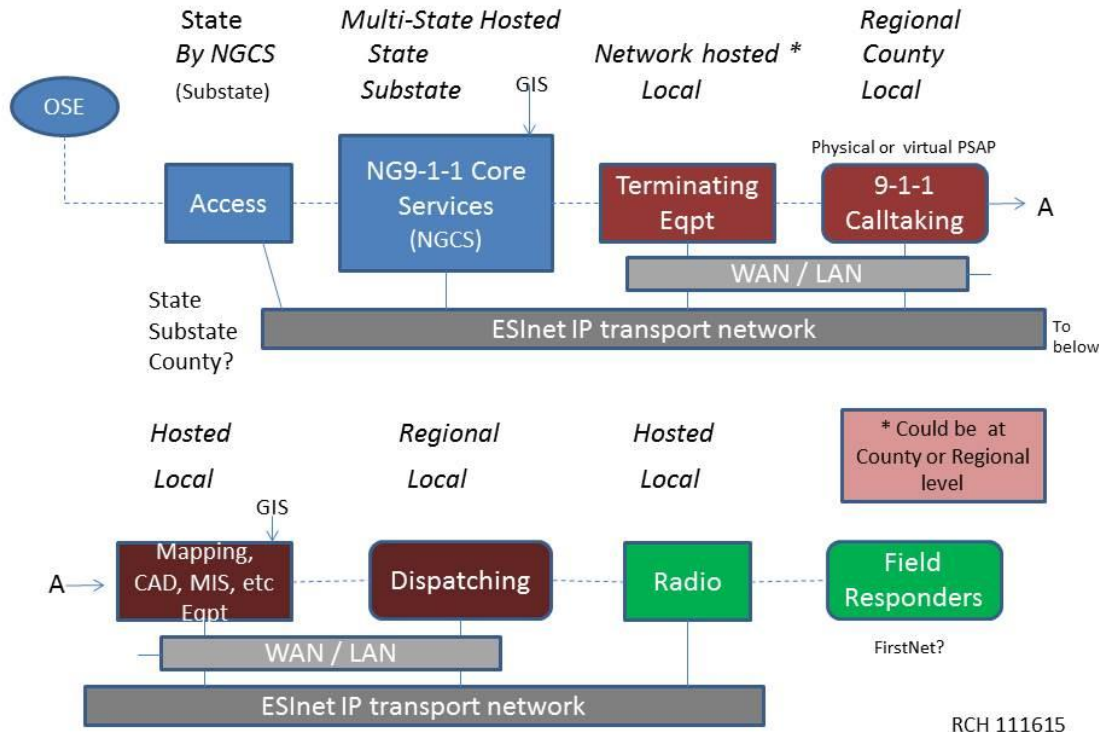 State
By NGCS
(Substate)
Multi-State Hosted
State
Substate
GIS
Network hosted *
Local
Regional
County
Local
OSE
Physical or virtual PSAP
Access
NG9-1-1 Core
Services
(NGCS)
Terminating
Eqpt
9-1-1
Calltaking
A
WAN / LAN
State
Substate
County?
ESInet IP transport network
To
below
Hosted
Local
GIS
Regional
Local
Hosted
Local
* Could be at
County or Regional
level
A
Mapping,
CAD, MIS, etc
Eqpt
Dispatching
Radio
Field
Responders
FirstNet?
WAN / LAN
ESInet IP transport network
RCH 111615